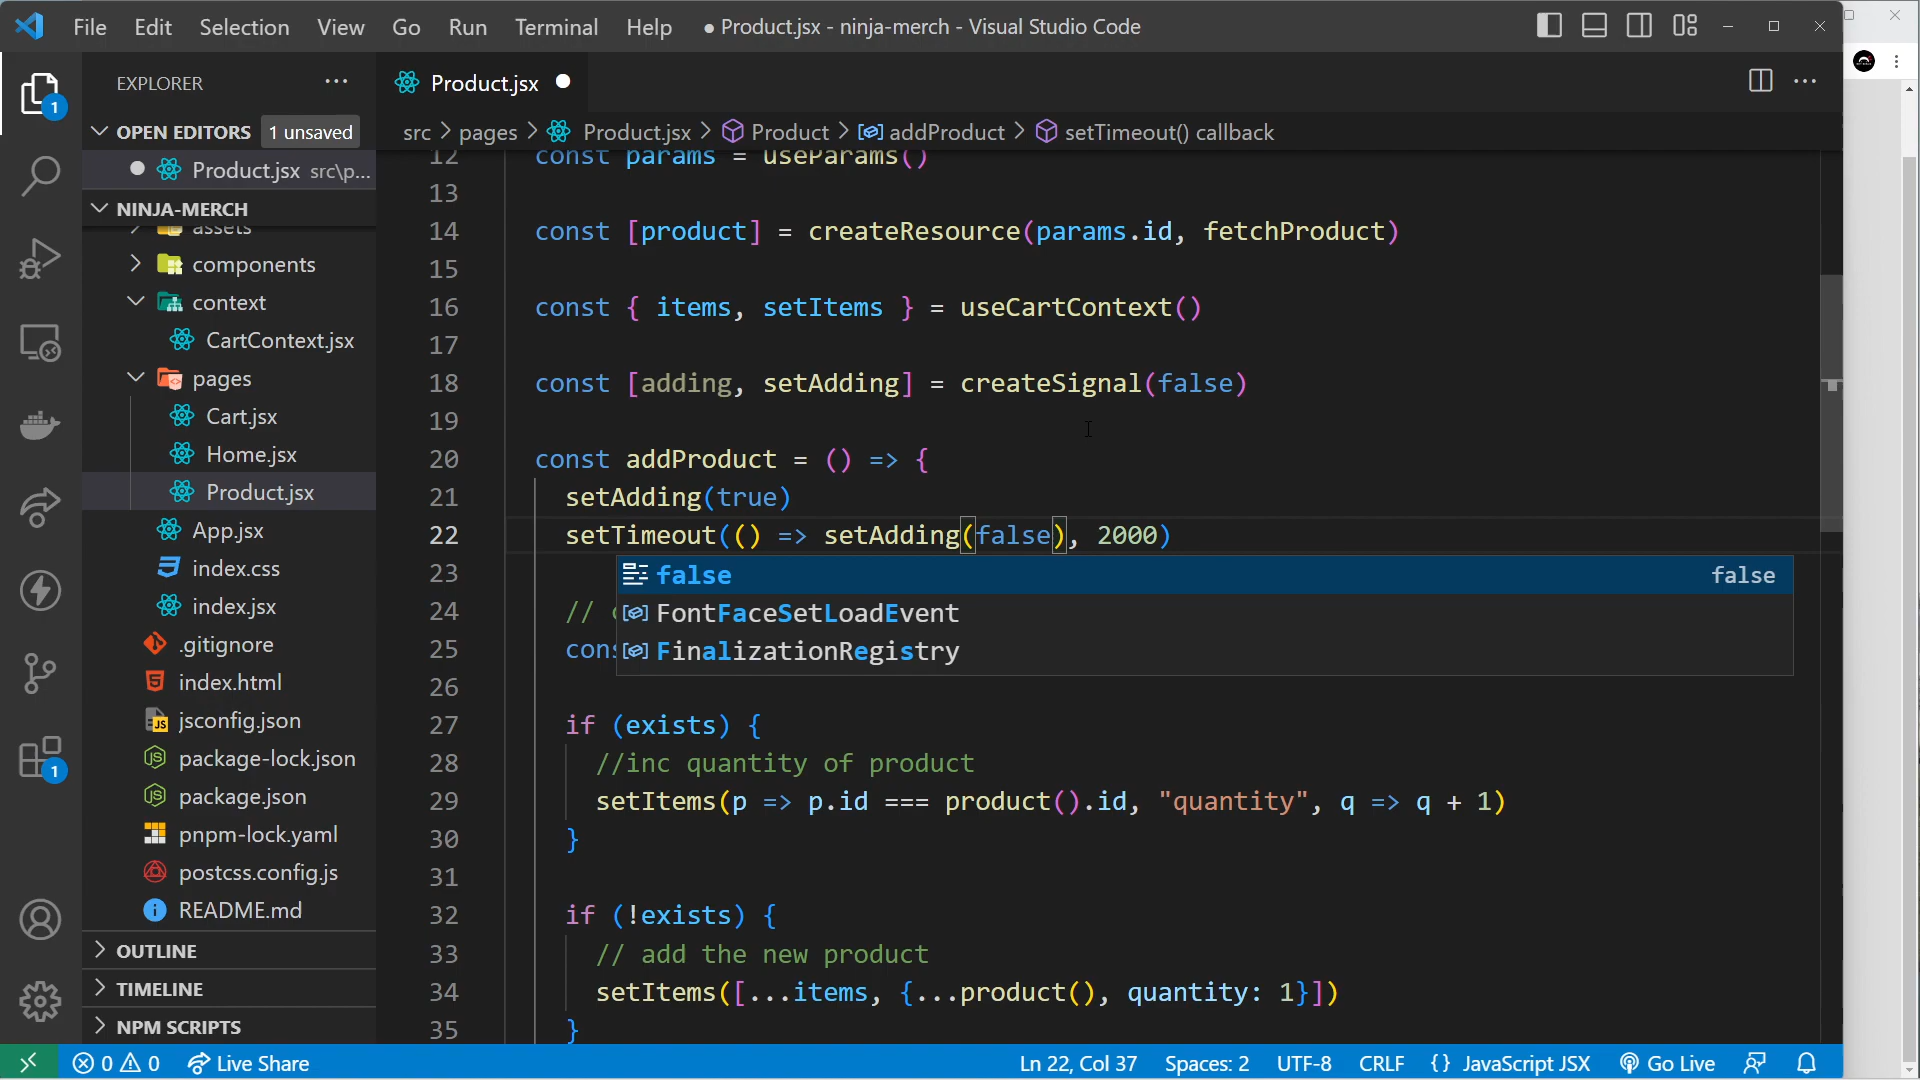 File Edit Selection View Go Run Terminal Help ● Product.jsx - ninja-merch - Visual Studio Code
EXPLORER
OPEN EDITORS 1 unsaved
Product.jsx src\p...
NINJA-MERCH
assets
components
context
CartContext.jsx
pages
Cart.jsx
Home.jsx
Product.jsx
App.jsx
index.css
index.jsx
.gitignore
index.html
jsconfig.json
package-lock.json
package.json
pnpm-lock.yaml
postcss.config.js
README.md
OUTLINE
TIMELINE
NPM SCRIPTS
1
1
Product.jsx
src > pages > Product.jsx > Product > addProduct > setTimeout() callback
12 const params = useParams()
13
14 const [product] = createResource(params.id, fetchProduct)
15
16 const { items, setItems } = useCartContext()
17
18 const [adding, setAdding] = createSignal(false)
19
20 const addProduct = () => {
21 setAdding(true)
22 setTimeout(() => setAdding(false), 2000)
23
false false
24 //
FontFaceSetLoadEvent
25 cons
FinalizationRegistry
26
27 if (exists) {
28 //inc quantity of product
29 setItems(p => p.id === product().id, "quantity", q => q + 1)
30 }
31
32 if (!exists) {
33 // add the new product
34 setItems([...items, {...product(), quantity: 1}])
35 }
0 0 Live Share Ln 22, Col 37 Spaces: 2 UTF-8 CRLF {} JavaScript JSX Go Live